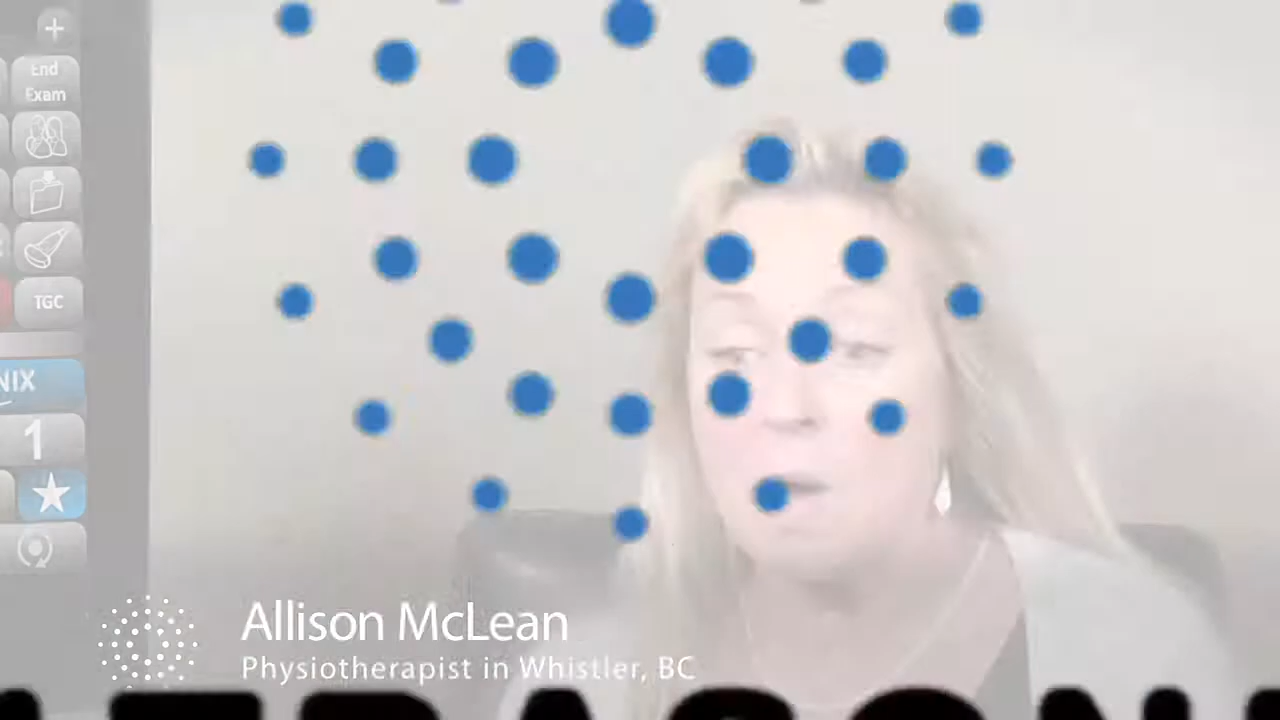 +
End
Exam
TGC
NIX
1
Allison McLean
Physiotherapist in Whistler, BC